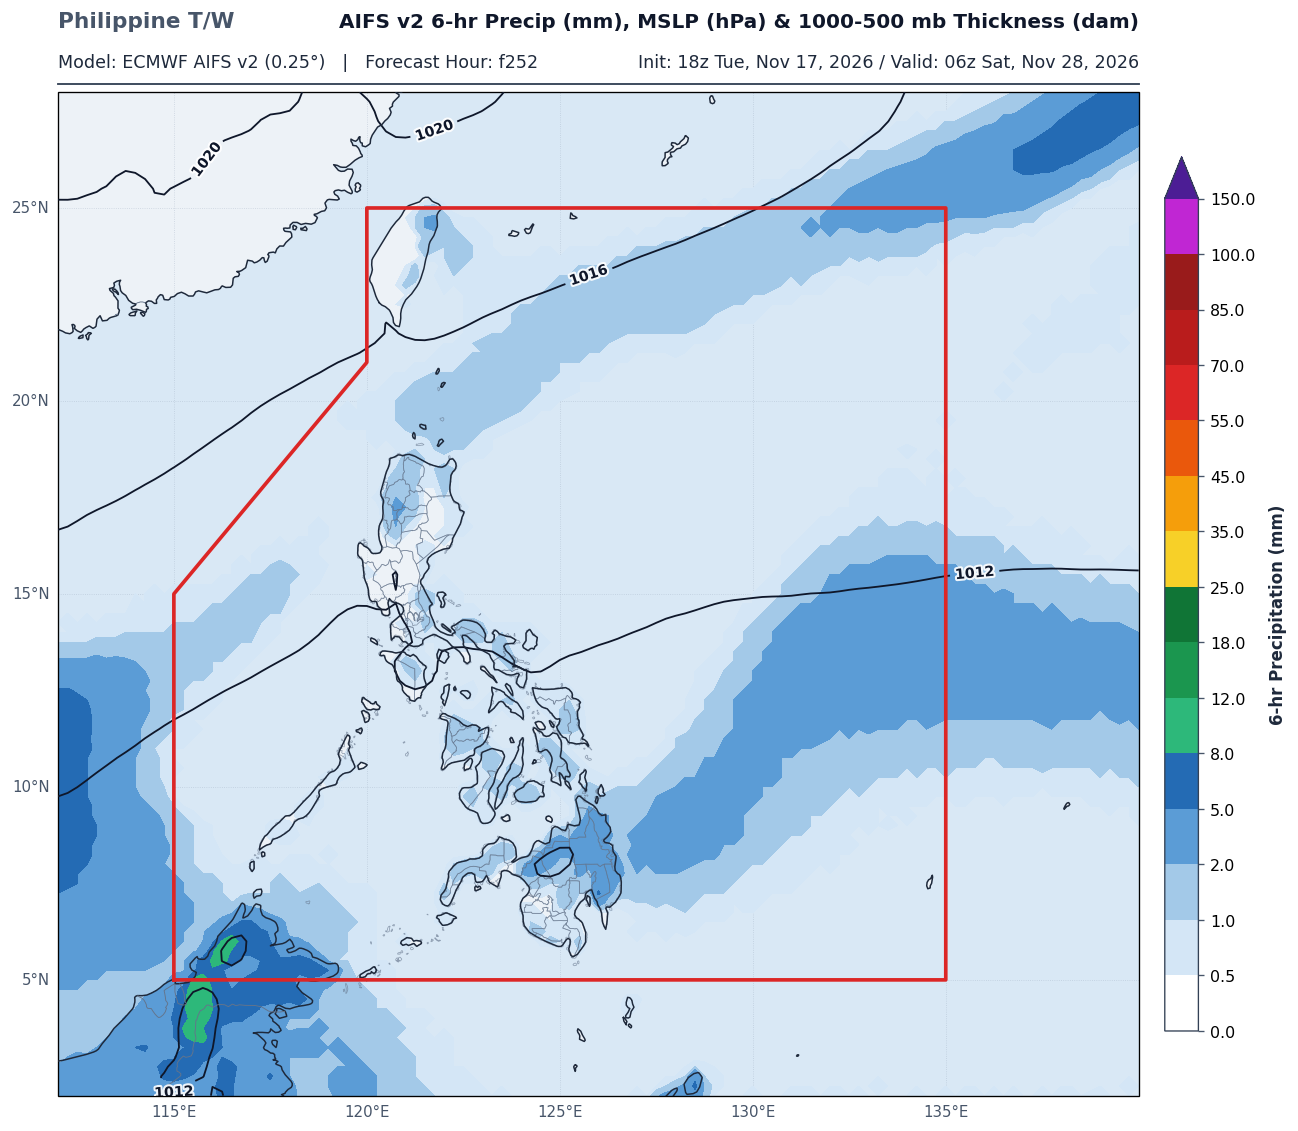 Philippine T/W
AIFS v2 6-hr Precip (mm), MSLP (hPa) & 1000-500 mb Thickness (dam)
Model: ECMWF AIFS v2 (0.25°) | Forecast Hour: f252
Init: 18z Tue, Nov 17, 2026 / Valid: 06z Sat, Nov 28, 2026
1020
1020
1016
1012
1012
25°N
20°N
15°N
10°N
5°N
115°E
120°E
125°E
130°E
135°E
150.0
100.0
85.0
70.0
55.0
45.0
35.0
25.0
18.0
12.0
8.0
5.0
2.0
1.0
0.5
0.0
6-hr Precipitation (mm)